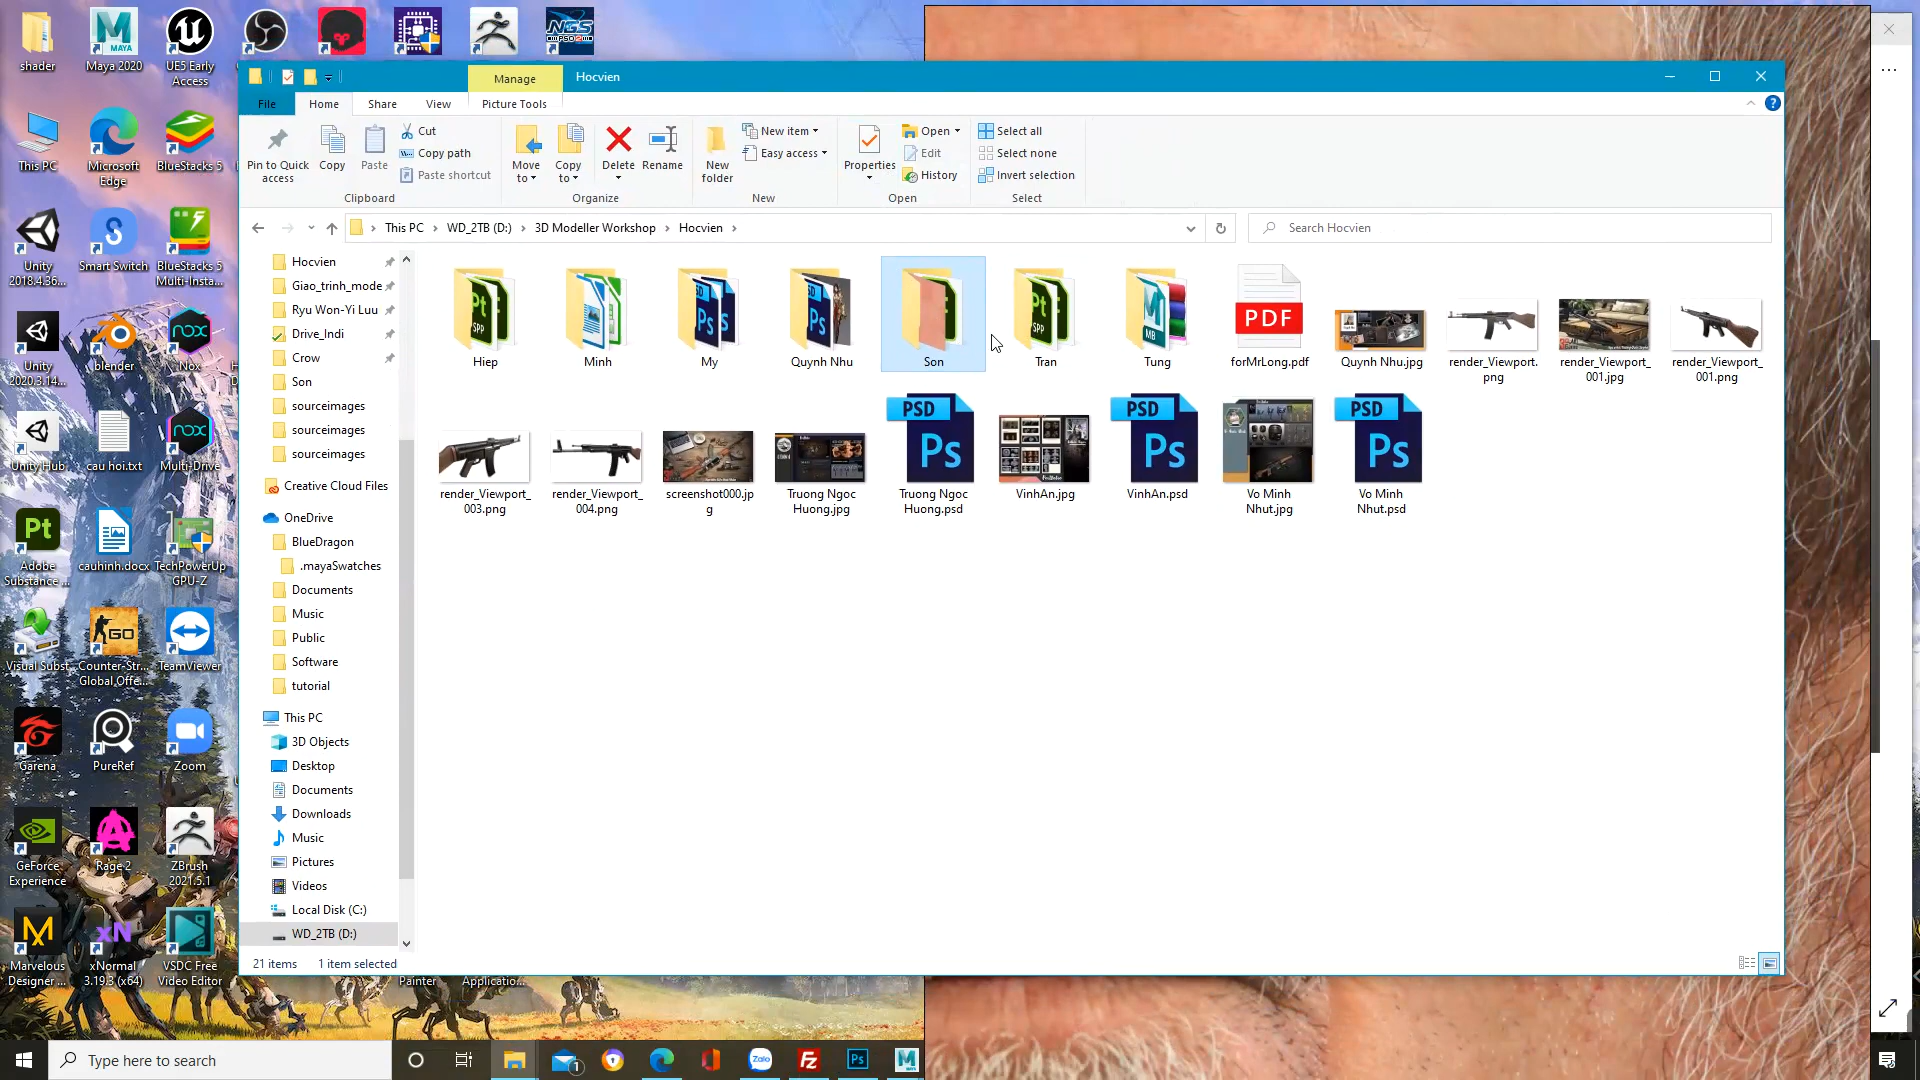 shader
Maya 2020
UE5 Early
Access
Manage
Hocvien
File
Home
Share
View
Picture Tools
Pin to Quick
access
Copy
Paste
Cut
Copy path
Paste shortcut
Clipboard
Move
to
Copy
to
Delete
Rename
Organize
New
folder
New item
Easy access
New
Properties
Open
Edit
History
Open
Select all
Select none
Invert selection
Select
This PC
WD_2TB (D:)
3D Modeller Workshop
Hocvien
Search Hocvien
This PC
Microsoft
Edge
BlueStacks 5
Unity
2018.4.36...
Smart Switch
BlueStacks 5
Multi-Insta...
Unity
2020.3.14...
blender
Nox
Unity Hub
cau hoi.txt
Multi-Drive
Adobe
Substance ...
cauhinh.docx
TechPowerUp
GPU-Z
Visual Subst...
Counter-Str...
Global Offe...
TeamViewer
Garena
PureRef
Zoom
GeForce
Experience
Rage 2
ZBrush
2021.5.1
Marvelous
Designer ...
xNormal
3.19.3 (x64)
VSDC Free
Video Editor
Hocvien
Giao_trinh_mode
Ryu Won-Yi Luu
Drive_Indi
Crow
Son
sourceimages
sourceimages
sourceimages
Creative Cloud Files
OneDrive
BlueDragon
.mayaSwatches
Documents
Music
Public
Software
tutorial
This PC
3D Objects
Desktop
Documents
Downloads
Music
Pictures
Videos
Local Disk (C:)
WD_2TB (D:)
Hiep
Minh
My
Quynh Nhu
Son
Tran
Tung
PDF
forMrLong.pdf
Quynh Nhu.jpg
render_Viewport.
png
render_Viewport_
001.jpg
render_Viewport_
001.png
render_Viewport_
003.png
render_Viewport_
004.png
screenshot000.jp
g
Truong Ngoc
Huong.jpg
PSD
Ps
Truong Ngoc
Huong.psd
VinhAn.jpg
PSD
Ps
VinhAn.psd
Vo Minh
Nhut.jpg
PSD
Ps
Vo Minh
Nhut.psd
21 items
1 item selected
Painter
Applicatio...
Type here to search